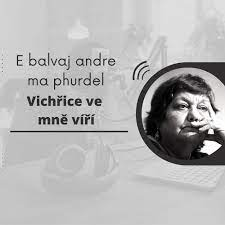 E balvaj andre
ma phurdel
Vichřice ve
mně víří